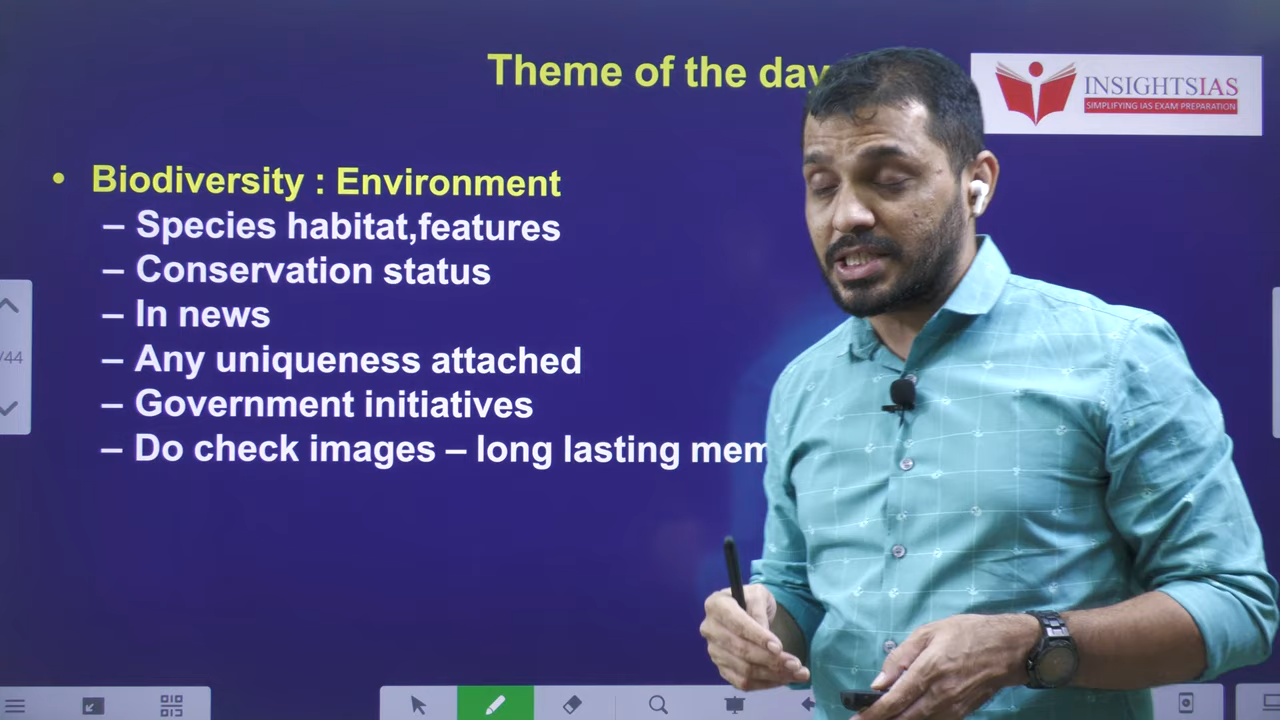 Theme of the day
INSIGHTSIAS
SIMPLIFYING IAS EXAM PREPARATION
• Biodiversity : Environment
– Species habitat,features
– Conservation status
– In news
/44
– Any uniqueness attached
– Government initiatives
– Do check images – long lasting mem